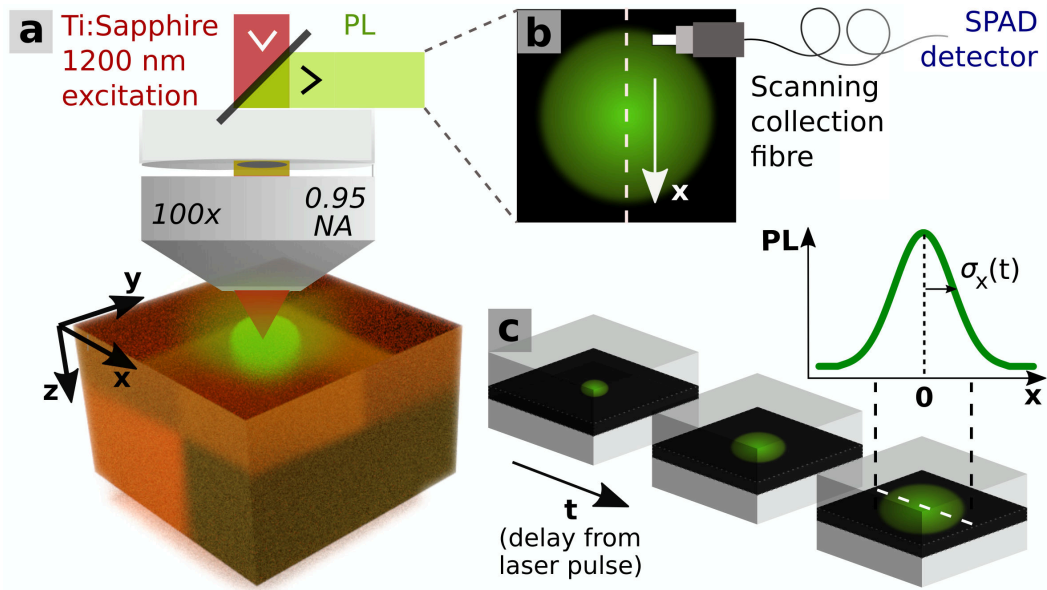 a
Ti:Sapphire
1200 nm
excitation
PL
100x
0.95
NA
y
x
z
b
x
SPAD
detector
Scanning
collection
fibre
c
t
(delay from
laser pulse)
PL
σx(t)
0
x